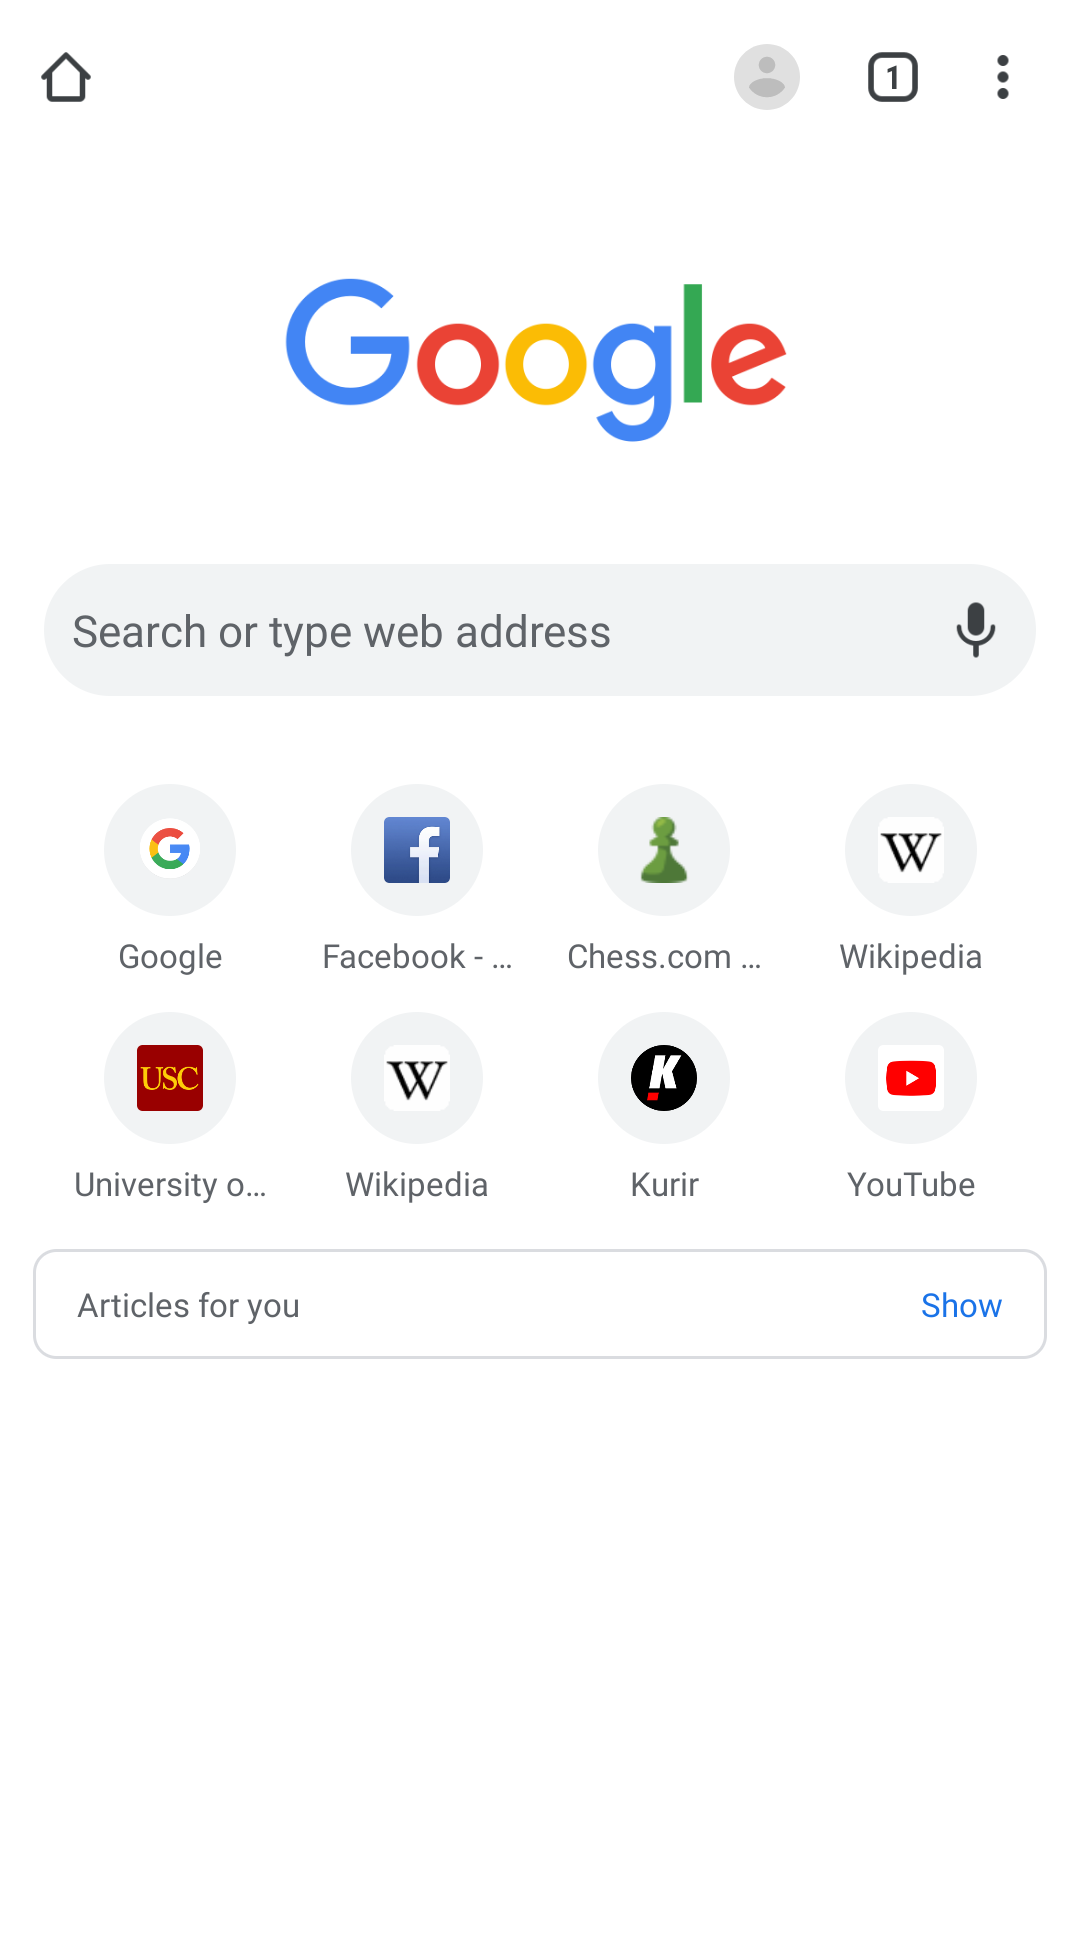 1
Google
Search or type web address
Google
Facebook - ...
Chess.com ...
W
Wikipedia
USC
University o...
W
Wikipedia
K
Kurir
YouTube
Articles for you
Show